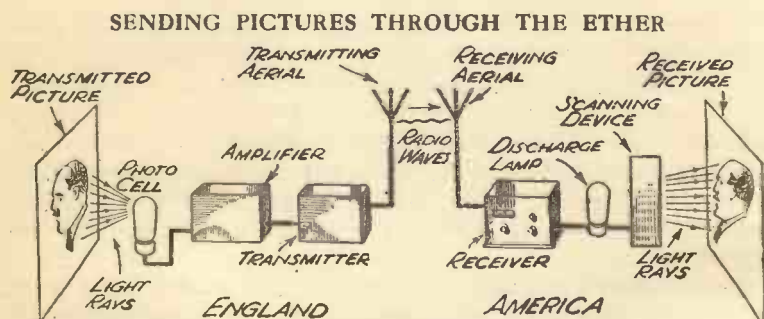 SENDING PICTURES THROUGH THE ETHER
TRANSMITTED
PICTURE
PHOTO
CELL
LIGHT
RAYS
AMPLIFIER
TRANSMITTER
ENGLAND
TRANSMITTING
AERIAL
RADIO
WAVES
RECEIVING
AERIAL
RECEIVER
DISCHARGE
LAMP
SCANNING
DEVICE
LIGHT
RAYS
RECEIVED
PICTURE
AMERICA